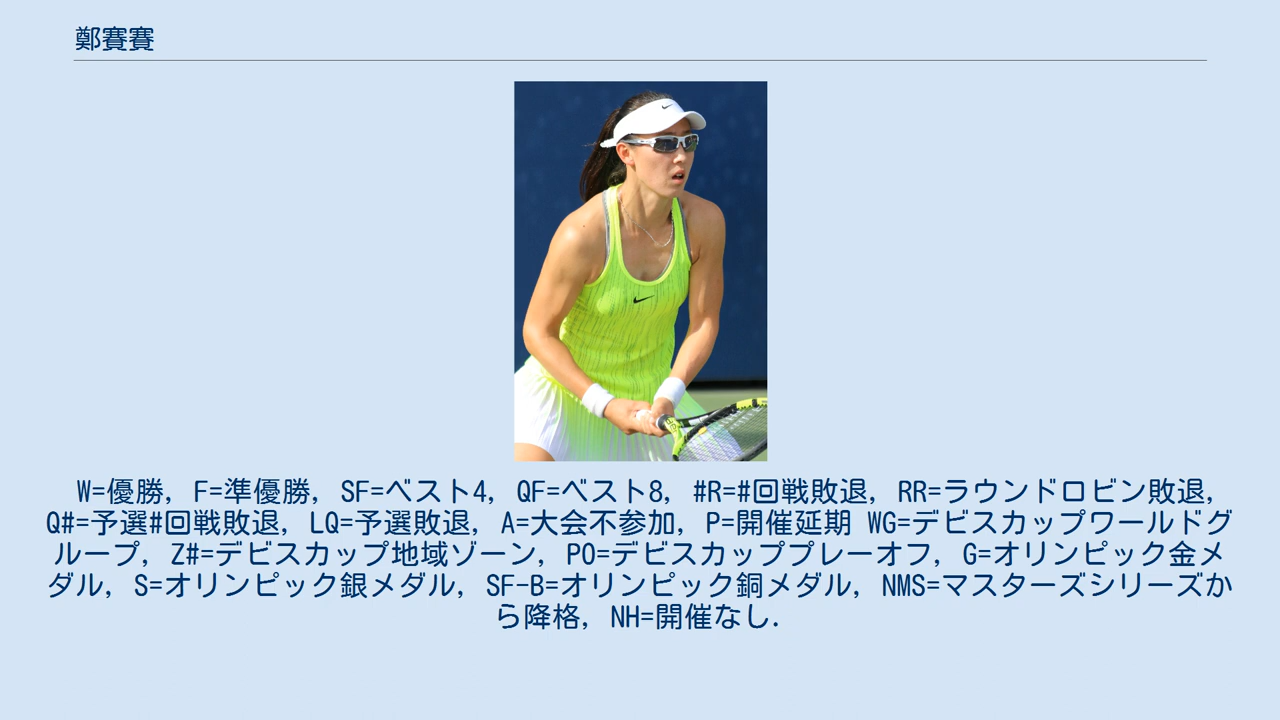 鄭賽賽
W=優勝, F=準優勝, SF=ベスト4, QF=ベスト8, #R=#回戦敗退, RR=ラウンドロビン敗退,
Q#=予選#回戦敗退, LQ=予選敗退, A=大会不参加, P=開催延期 WG=デビスカップワールドグ
ループ, Z#=デビスカップ地域ゾーン, PO=デビスカッププレーオフ, G=オリンピック金メ
ダル, S=オリンピック銀メダル, SF-B=オリンピック銅メダル, NMS=マスターズシリーズか
ら降格, NH=開催なし.